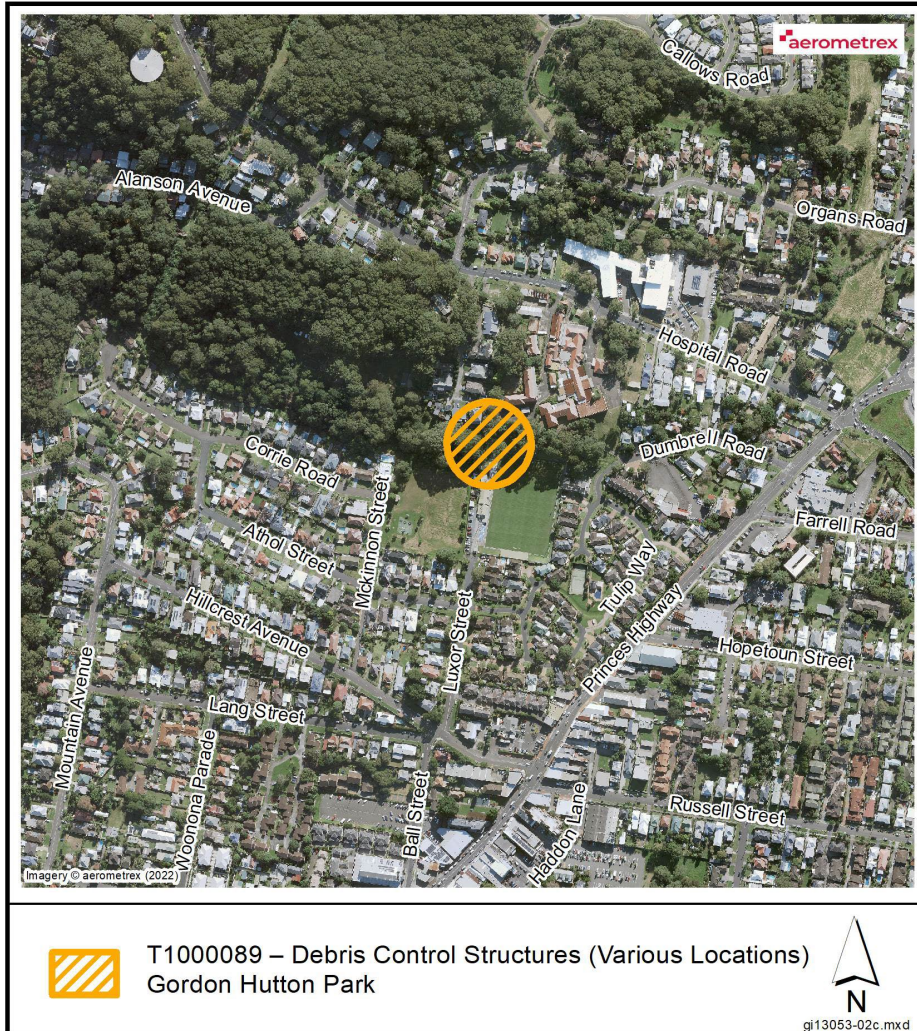 aerometrex
Callows Road
Alanson Avenue
Organs Road
Hospital Road
Dumbrell Road
Corrie Road
Mckinnon Street
Farrell Road
Athol Street
Tulip Way
Hillcrest Avenue
Luxor Street
Princes Highway
Hopetoun Street
Mountain Avenue
Lang Street
Woonona Parade
Ball Street
Haddon Lane
Russell Street
Imagery © aerometrex (2022)
T1000089 – Debris Control Structures (Various Locations)
Gordon Hutton Park
N
gi13053-02c.mxd